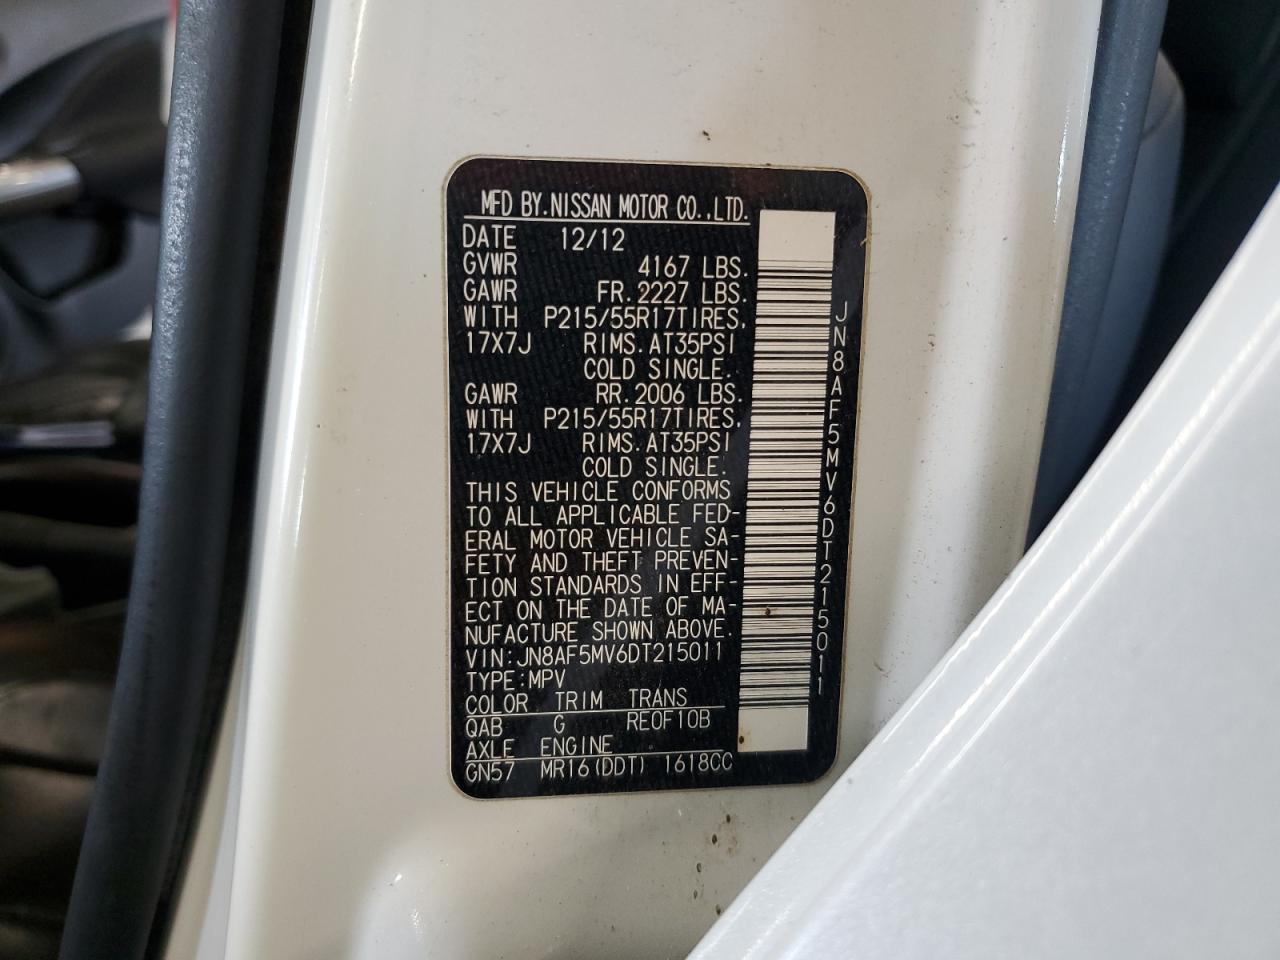 MFD BY.NISSAN MOTOR CO.,LTD.
DATE 12/12
GVWR 4167 LBS.
GAWR FR.2227 LBS.
WITH P215/55R17TIRES.
17X7J RIMS.AT35PSI
COLD SINGLE.
GAWR RR.2006 LBS.
WITH P215/55R17TIRES.
17X7J RIMS.AT35PSI
COLD SINGLE.
THIS VEHICLE CONFORMS
TO ALL APPLICABLE FED-
ERAL MOTOR VEHICLE SA-
FETY AND THEFT PREVEN-
TION STANDARDS IN EFF-
ECT ON THE DATE OF MA-
NUFACTURE SHOWN ABOVE.
VIN:JN8AF5MV6DT215011
TYPE:MPV
COLOR TRIM TRANS
QAB G RE0F10B
AXLE ENGINE
GN57 MR16(DDT) 1618CC
JN8AF5MV6DT215011